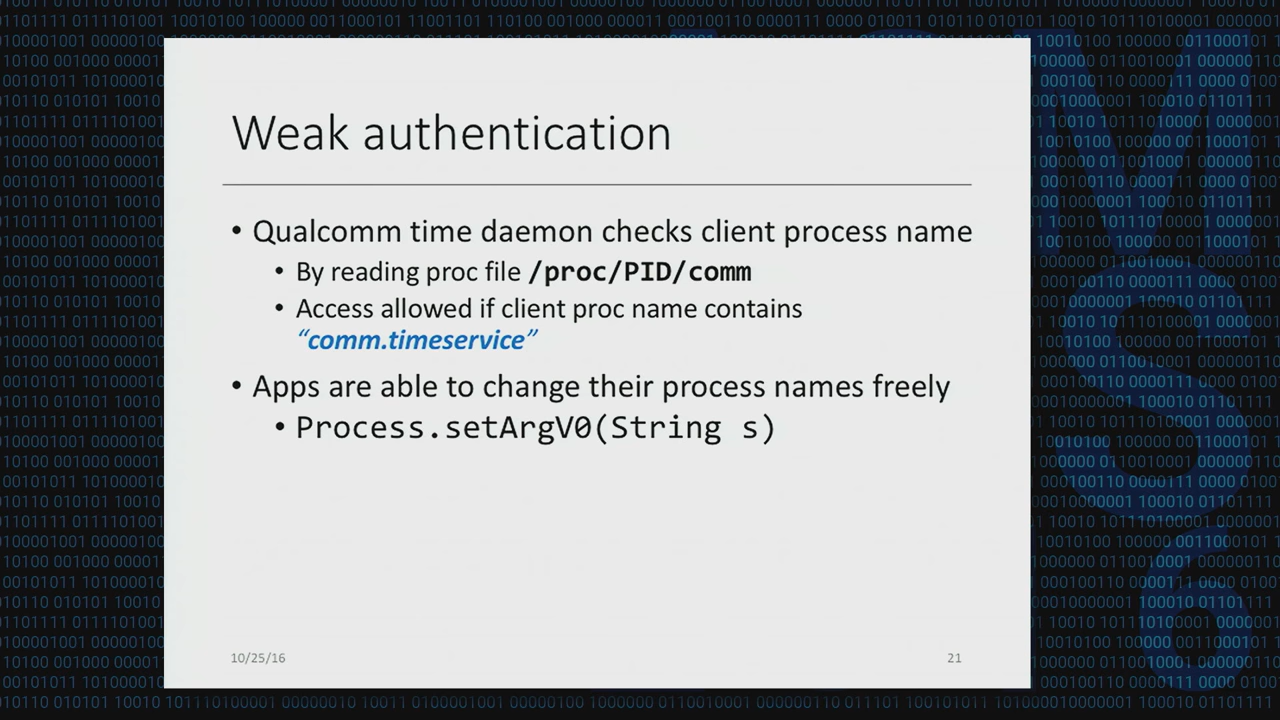 Weak authentication
• Qualcomm time daemon checks client process name
• By reading proc file /proc/PID/comm
• Access allowed if client proc name contains
“comm.timeservice”
• Apps are able to change their process names freely
• Process.setArgV0(String s)
10/25/16
21